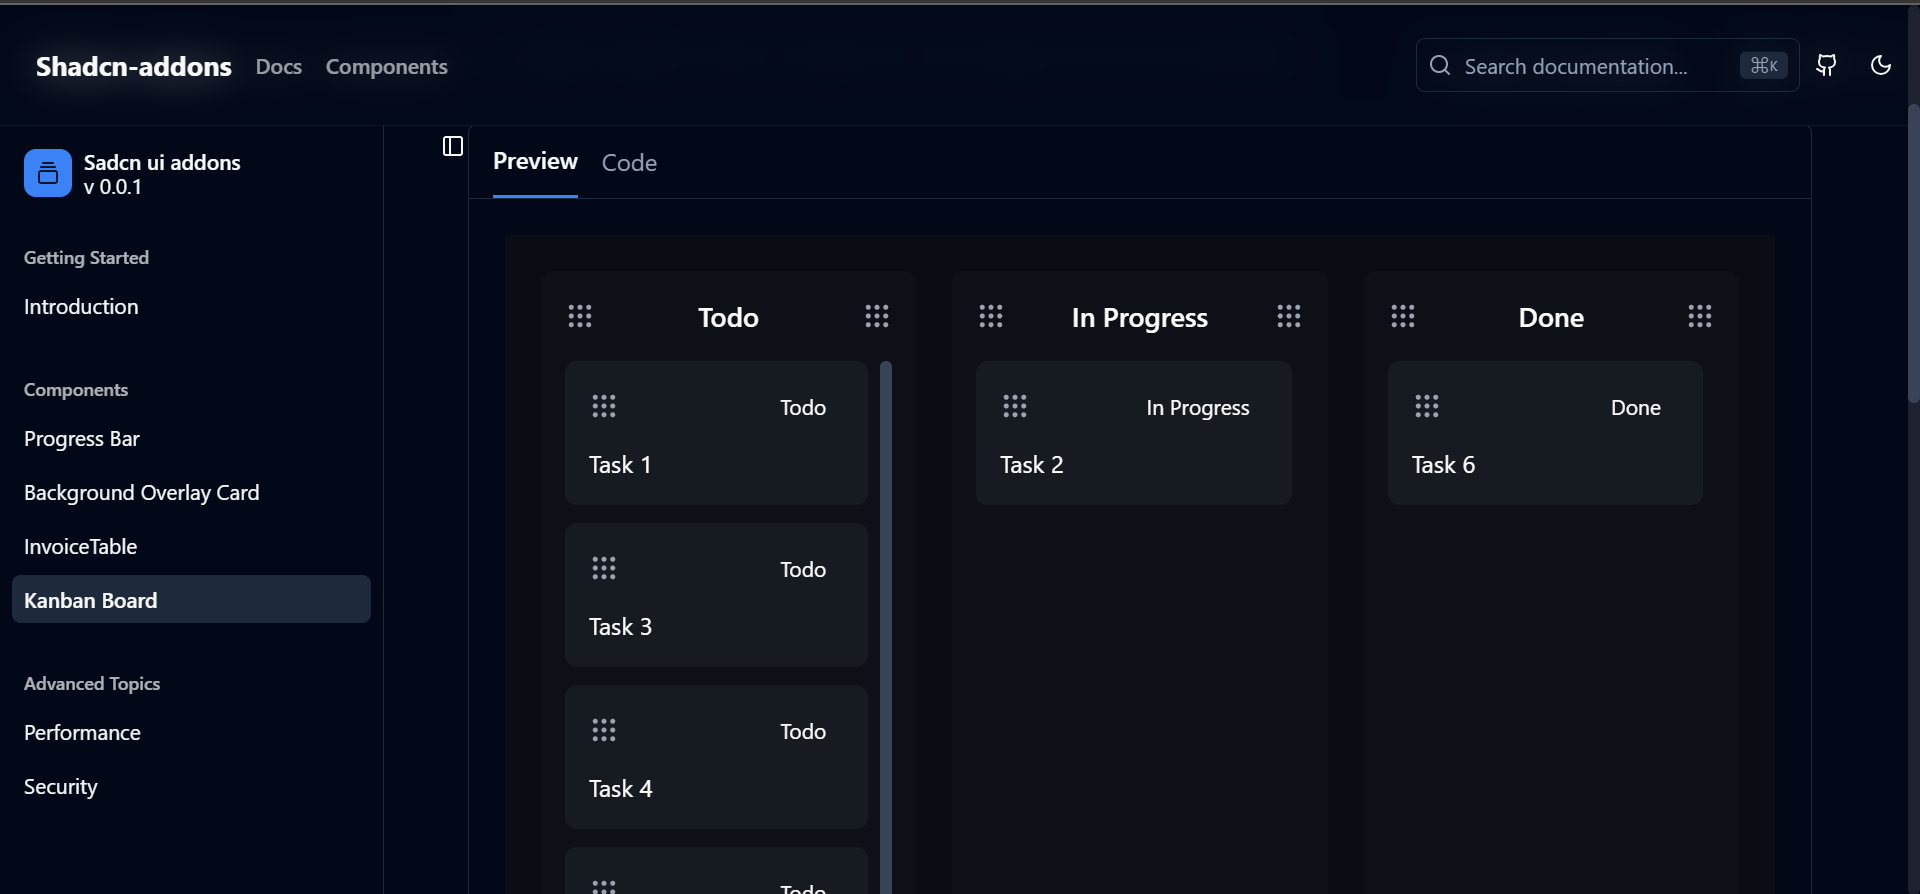 Shadcn-addons Docs Components
Search documentation... ⌘K
Sadcn ui addons
v 0.0.1
Getting Started
Introduction
Components
Progress Bar
Background Overlay Card
InvoiceTable
Kanban Board
Advanced Topics
Performance
Security
Preview Code
Todo
Todo
Task 1
Todo
Task 3
Todo
Task 4
Todo
In Progress
In Progress
Task 2
Done
Done
Task 6